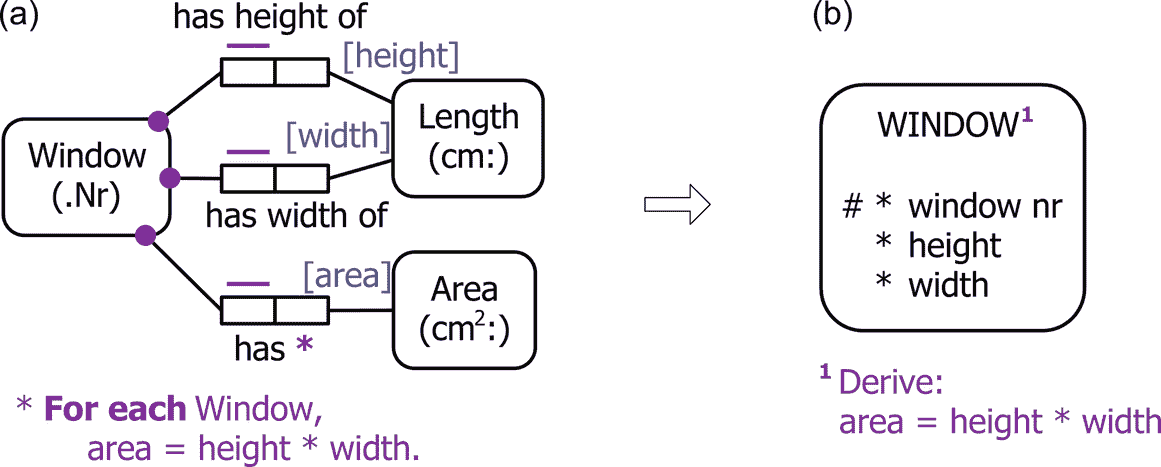 (a)
has height of
[height]
Window
(.Nr)
Length
(cm:)
[width]
has width of
[area]
Area
(cm²:)
has *
* For each Window,
area = height * width.
(b)
WINDOW¹
# * window nr
* height
* width
¹ Derive:
area = height * width